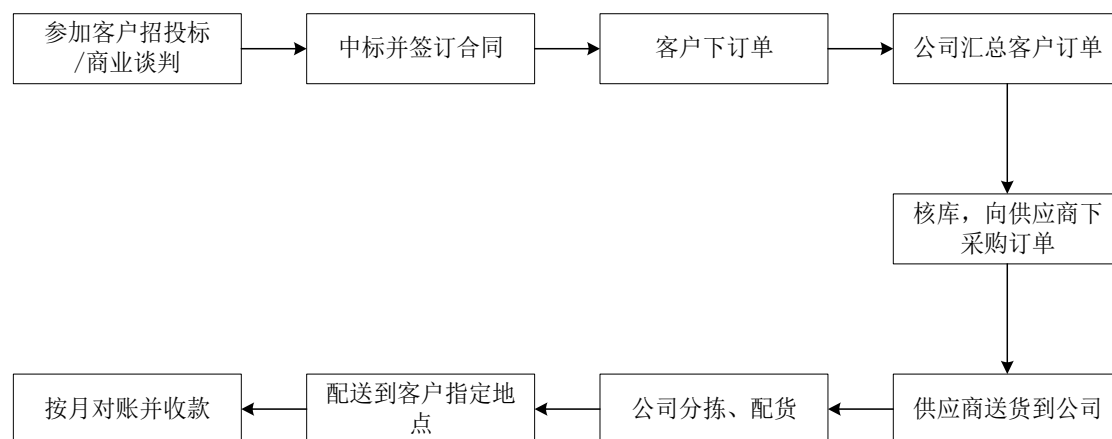 参加客户招投标
/商业谈判
中标并签订合同
客户下订单
公司汇总客户订单
核库，向供应商下
采购订单
供应商送货到公司
公司分拣、配货
配送到客户指定地
点
按月对账并收款